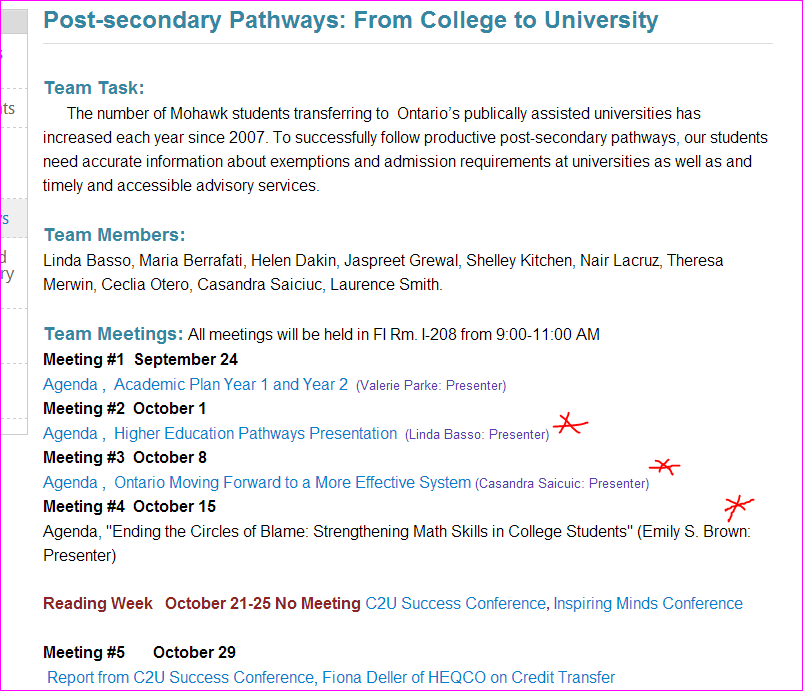 Post-secondary Pathways: From College to University
Team Task:
The number of Mohawk students transferring to Ontario's publically assisted universities has
increased each year since 2007. To successfully follow productive post-secondary pathways, our students
need accurate information about exemptions and admission requirements at universities as well as and
timely and accessible advisory services.
Team Members:
Linda Basso, Maria Berrafati, Helen Dakin, Jaspreet Grewal, Shelley Kitchen, Nair Lacruz, Theresa
Merwin, Ceclia Otero, Casandra Saiciuc, Laurence Smith.
Team Meetings: All meetings will be held in FI Rm. I-208 from 9:00-11:00 AM
Meeting #1 September 24
Agenda , Academic Plan Year 1 and Year 2 (Valerie Parke: Presenter)
Meeting #2 October 1
Agenda , Higher Education Pathways Presentation (Linda Basso: Presenter)
Meeting #3 October 8
Agenda , Ontario Moving Forward to a More Effective System (Casandra Saicuic: Presenter)
Meeting #4 October 15
Agenda, "Ending the Circles of Blame: Strengthening Math Skills in College Students" (Emily S. Brown:
Presenter)
Reading Week October 21-25 No Meeting C2U Success Conference, Inspiring Minds Conference
Meeting #5 October 29
Report from C2U Success Conference, Fiona Deller of HEQCO on Credit Transfer